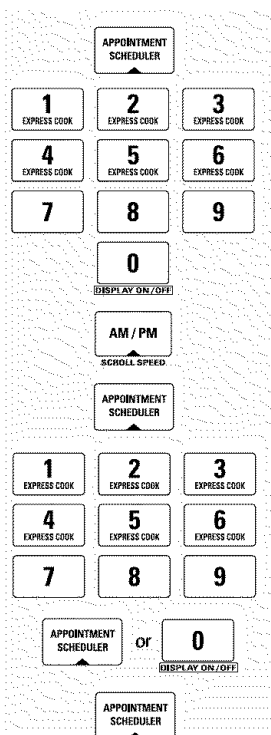 APPOINTMENT
SCHEDULER
1 2 3
EXPRESS COOK EXPRESS COOK EXPRESS COOK
4 5 6
EXPRESS COOK EXPRESS COOK EXPRESS COOK
7 8 9
0
DISPLAY ON/OFF
AM / PM
SCROLL SPEED
APPOINTMENT
SCHEDULER
1 2 3
EXPRESS COOK EXPRESS COOK EXPRESS COOK
4 5 6
EXPRESS COOK EXPRESS COOK EXPRESS COOK
7 8 9
APPOINTMENT
SCHEDULER or 0
DISPLAY ON/OFF
APPOINTMENT
SCHEDULER